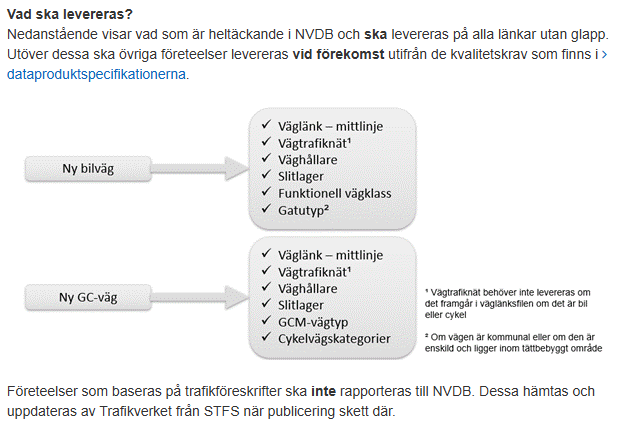 Vad ska levereras?
Nedanstående visar vad som är heltäckande i NVDB och ska levereras på alla länkar utan glapp.
Utöver dessa ska övriga företeelser levereras vid förekomst utifrån de kvalitetskrav som finns i >
dataproduktspecifikationerna.
Ny bilväg
✓ Väglänk – mittlinje
✓ Vägtrafiknät¹
✓ Väghållare
✓ Slitlager
✓ Funktionell vägklass
✓ Gatutyp²
Ny GC-väg
✓ Väglänk – mittlinje
✓ Vägtrafiknät¹
✓ Väghållare
✓ Slitlager
✓ GCM-vägtyp
✓ Cykelvägskategorier
¹ Vägtrafiknät behöver inte levereras om
det framgår i väglänksfilen om det är bil
eller cykel
² Om vägen är kommunal eller om den är
enskild och ligger inom tättbebyggt område
Företeelser som baseras på trafikföreskrifter ska inte rapporteras till NVDB. Dessa hämtas och
uppdateras av Trafikverket från STFS när publicering skett där.